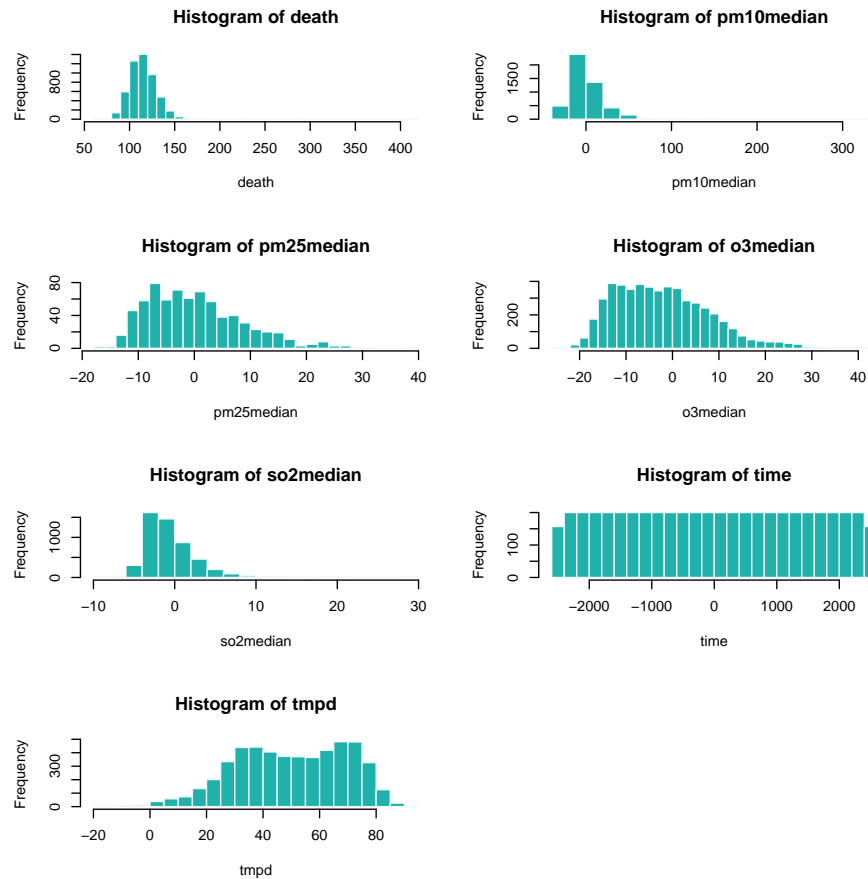 Histogram of death
Frequency
0 800
50 100 150 200 250 300 350 400
death
Histogram of pm10median
Frequency
0 1500
0 100 200 300
pm10median
Histogram of pm25median
Frequency
0 40 80
−20 −10 0 10 20 30 40
pm25median
Histogram of o3median
Frequency
0 200
−20 −10 0 10 20 30 40
o3median
Histogram of so2median
Frequency
0 1000
−10 0 10 20 30
so2median
Histogram of time
Frequency
0 100
−2000 −1000 0 1000 2000
time
Histogram of tmpd
Frequency
0 300
−20 0 20 40 60 80
tmpd